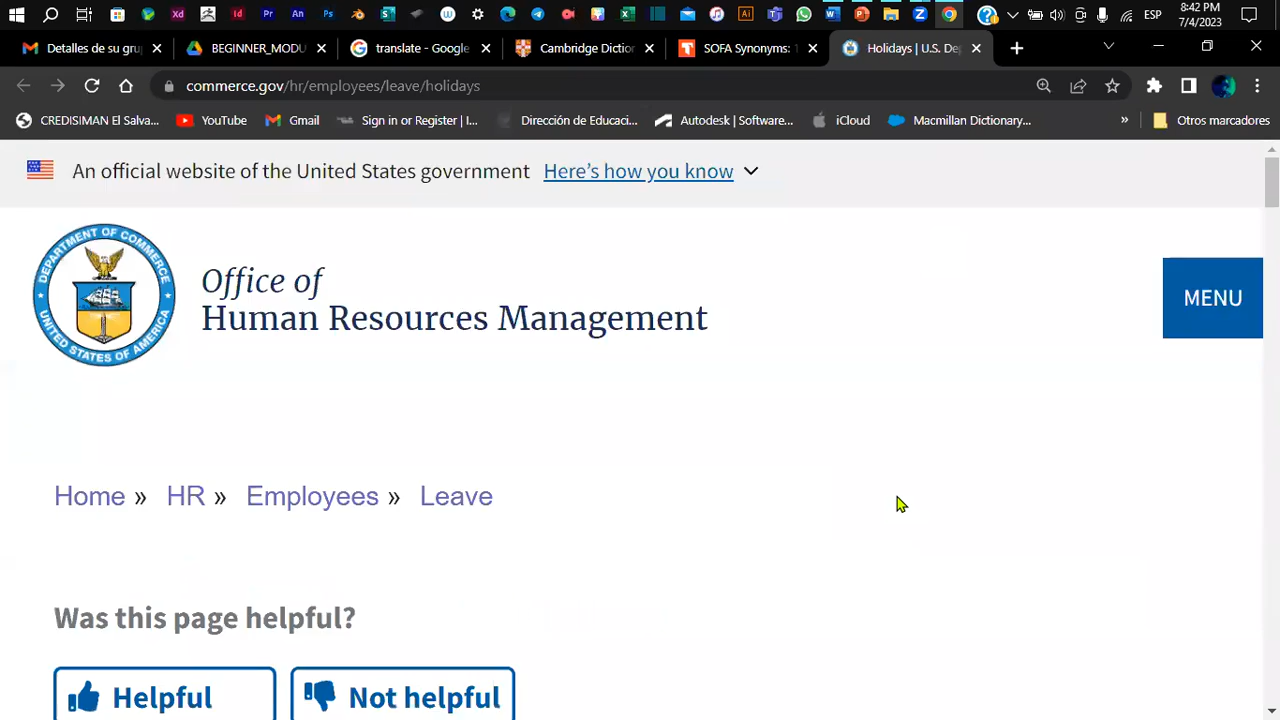 8:42 PM
ESP
7/4/2023
Detalles de su gru
BEGINNER_MODU
translate - Google
Cambridge Dictio
SOFA Synonyms: 1
Holidays | U.S. De
commerce.gov/hr/employees/leave/holidays
CREDISIMAN El Salva...
YouTube
Gmail
Sign in or Register | I...
Dirección de Educaci...
Autodesk | Software...
iCloud
Macmillan Dictionary...
»
Otros marcadores
An official website of the United States government
Here's how you know
DEPARTMENT OF COMMERCE
UNITED STATES OF AMERICA
Office of
Human Resources Management
MENU
Home » HR » Employees » Leave
Was this page helpful?
Helpful
Not helpful